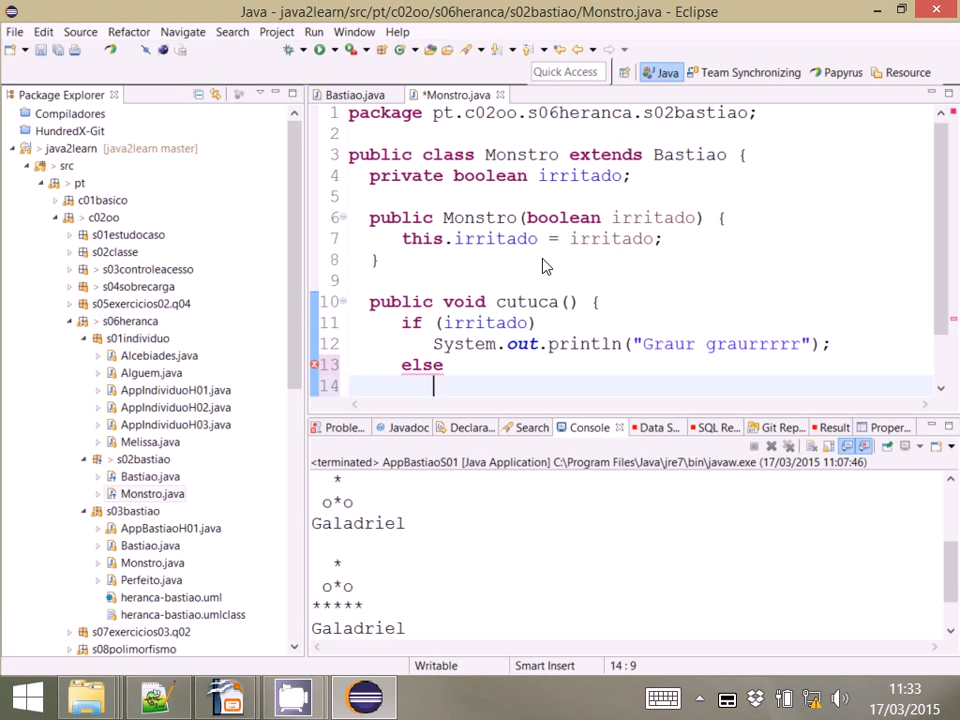 Java - java2learn/src/pt/c02oo/s06heranca/s02bastiao/Monstro.java - Eclipse
File Edit Source Refactor Navigate Search Project Run Window Help
Quick Access Java Team Synchronizing Papyrus Resource
Package Explorer
Compiladores
HundredX-Git
> java2learn [java2learn master]
> src
> pt
c01basico
> c02oo
s01estudocaso
s02classe
> s03controleacesso
> s04sobrecarga
s05exercicios02.q04
> s06heranca
s01individuo
Alcebiades.java
Alguem.java
AppIndividuoH01.java
AppIndividuoH02.java
AppIndividuoH03.java
Melissa.java
> s02bastiao
Bastiao.java
Monstro.java
s03bastiao
AppBastiaoH01.java
Bastiao.java
Monstro.java
Perfeito.java
heranca-bastiao.uml
heranca-bastiao.umlclass
s07exercicios03.q02
s08polimorfismo
Bastiao.java *Monstro.java
1 package pt.c02oo.s06heranca.s02bastiao;
2
3 public class Monstro extends Bastiao {
4 private boolean irritado;
5
6 public Monstro(boolean irritado) {
7 this.irritado = irritado;
8 }
9
10 public void cutuca() {
11 if (irritado)
12 System.out.println("Graur graurrrrr");
13 else
14
Proble... Javadoc Declara... Search Console Data S... SQL Re... Git Rep... Result Proper...
<terminated> AppBastiaoS01 [Java Application] C:\Program Files\Java\jre7\bin\javaw.exe (17/03/2015 11:07:46)
*
o*o
Galadriel
*
o*o
*****
Galadriel
Writable Smart Insert 14 : 9
11:33
17/03/2015